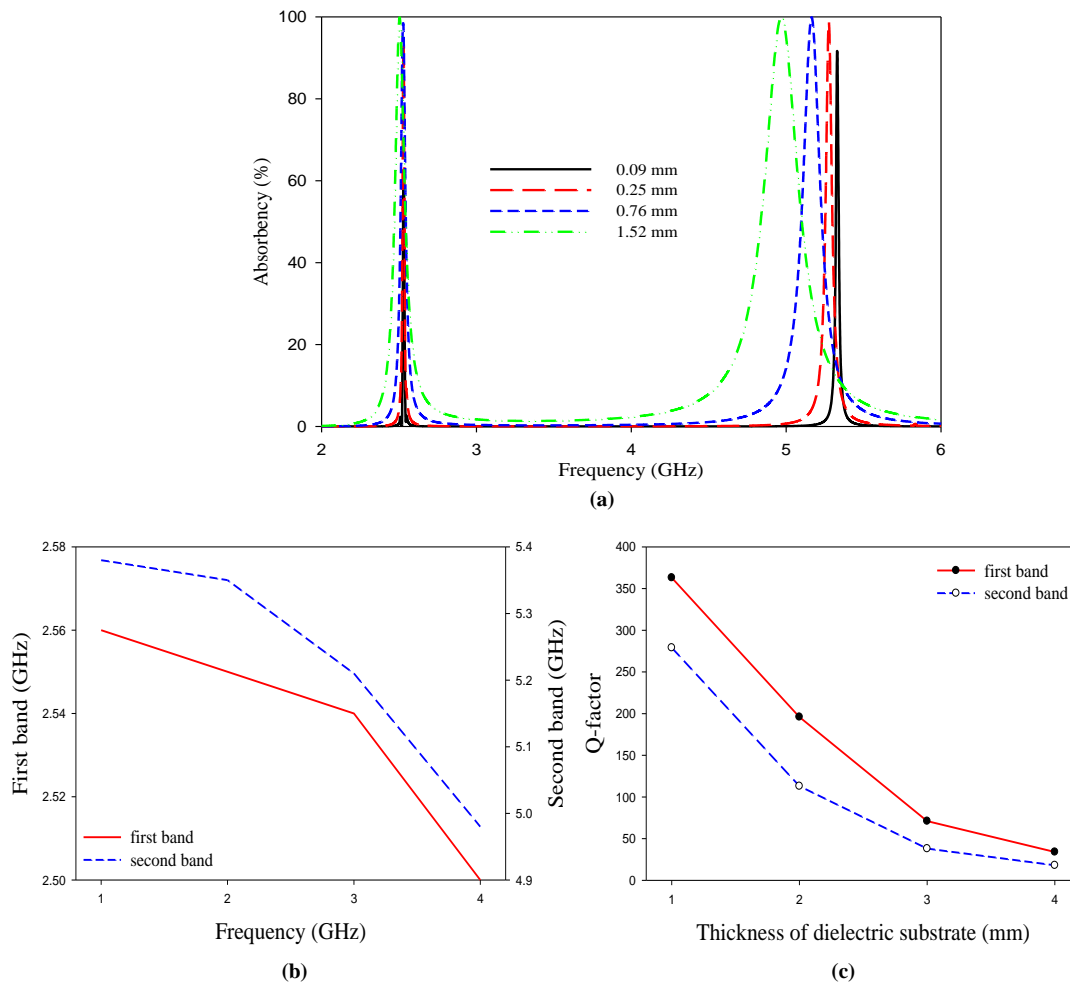 100
80
60
40
20
0
Absorbency (%)
0.09 mm
0.25 mm
0.76 mm
1.52 mm
2 3 4 5 6
Frequency (GHz)
(a)
2.58
2.56
2.54
2.52
2.50
First band (GHz)
5.4
5.3
5.2
5.1
5.0
4.9
Second band (GHz)
first band
second band
1 2 3 4
Frequency (GHz)
(b)
400
350
300
250
200
150
100
50
0
Q-factor
first band
second band
1 2 3 4
Thickness of dielectric substrate (mm)
(c)